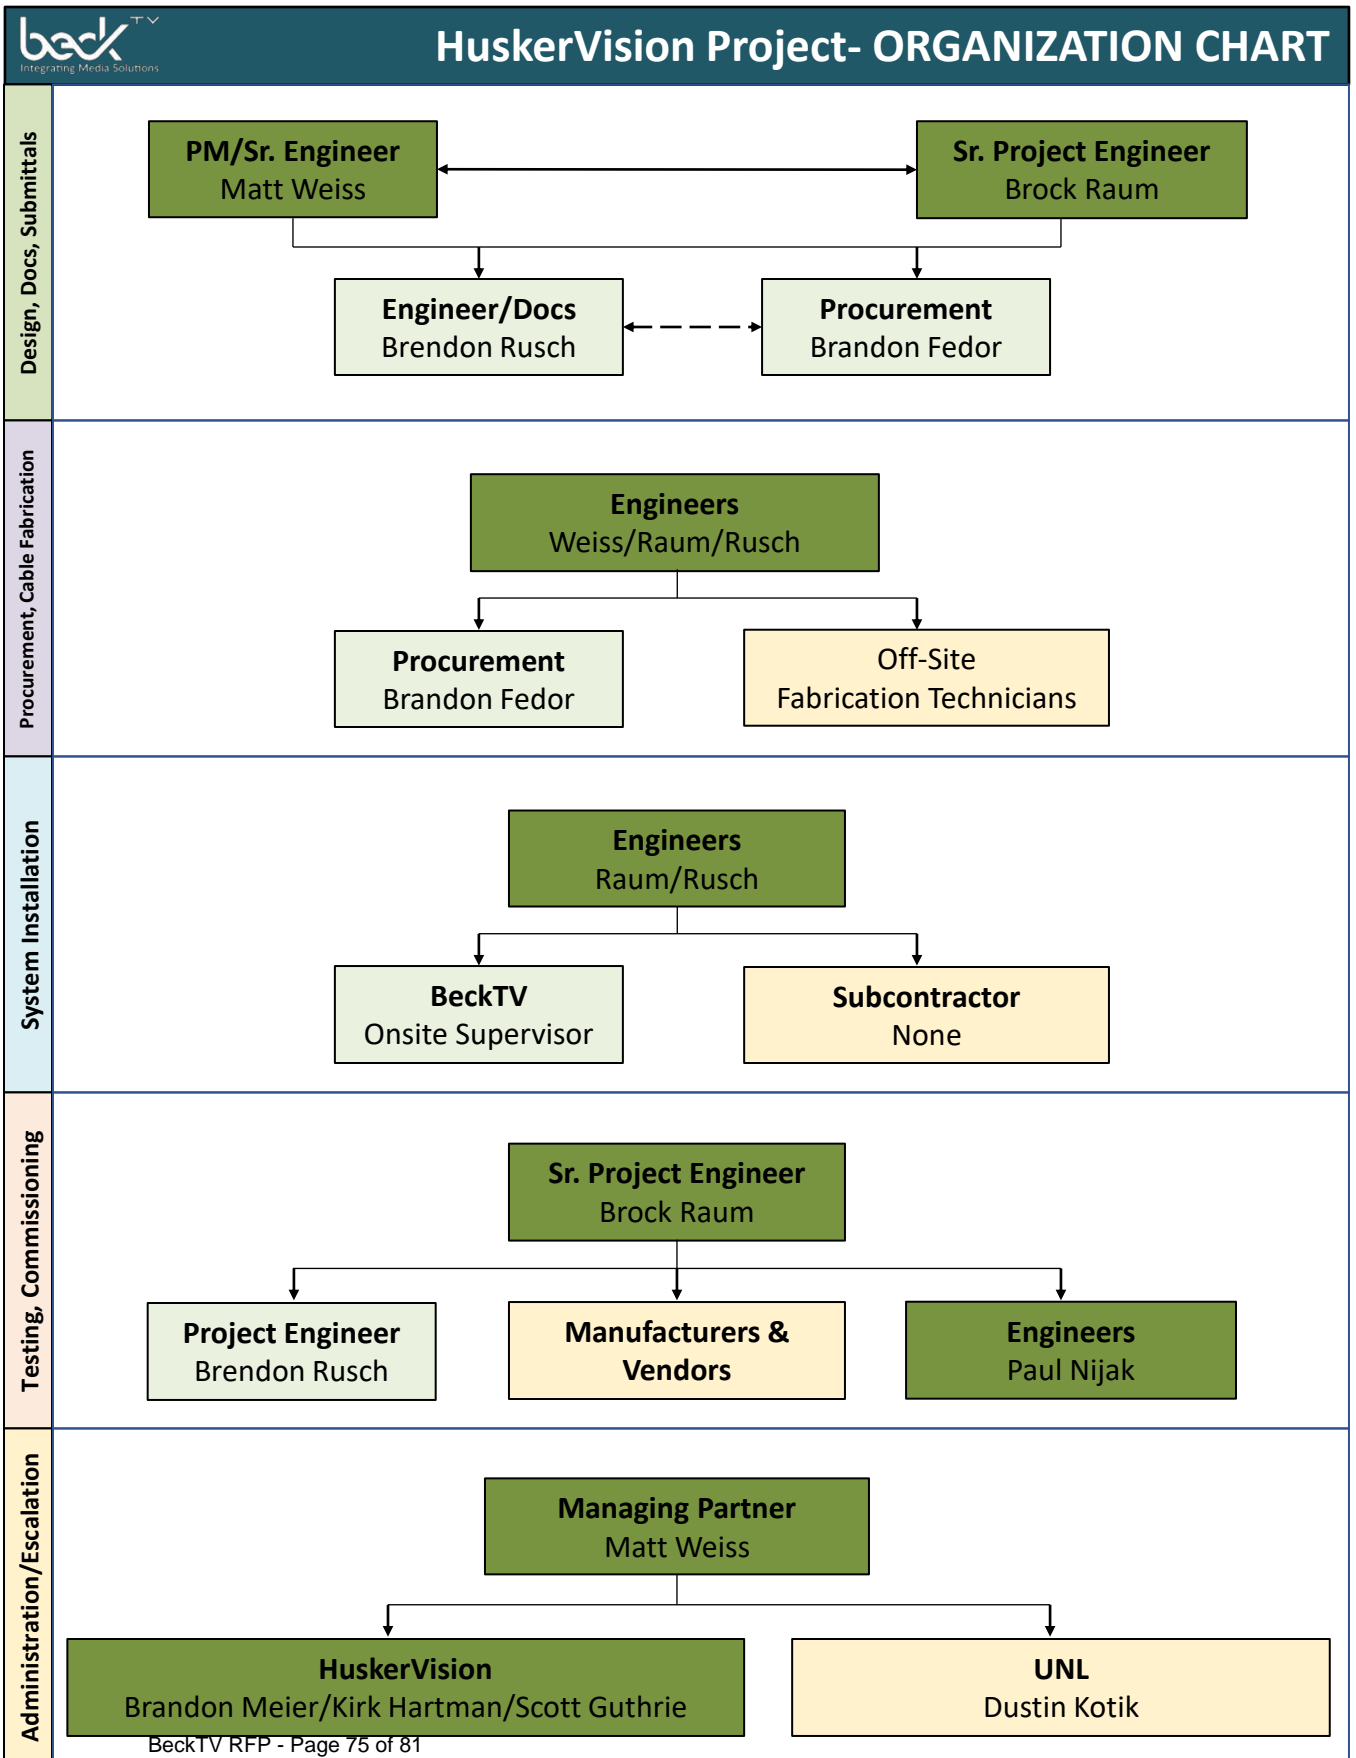 beck TV
Integrating Media Solutions
HuskerVision Project- ORGANIZATION CHART
Design, Docs, Submittals
PM/Sr. Engineer
Matt Weiss
Sr. Project Engineer
Brock Raum
Engineer/Docs
Brendon Rusch
Procurement
Brandon Fedor
Procurement, Cable Fabrication
Engineers
Weiss/Raum/Rusch
Procurement
Brandon Fedor
Off-Site
Fabrication Technicians
System Installation
Engineers
Raum/Rusch
BeckTV
Onsite Supervisor
Subcontractor
None
Testing, Commissioning
Sr. Project Engineer
Brock Raum
Project Engineer
Brendon Rusch
Manufacturers &
Vendors
Engineers
Paul Nijak
Administration/Escalation
Managing Partner
Matt Weiss
HuskerVision
Brandon Meier/Kirk Hartman/Scott Guthrie
UNL
Dustin Kotik
BeckTV RFP - Page 75 of 81